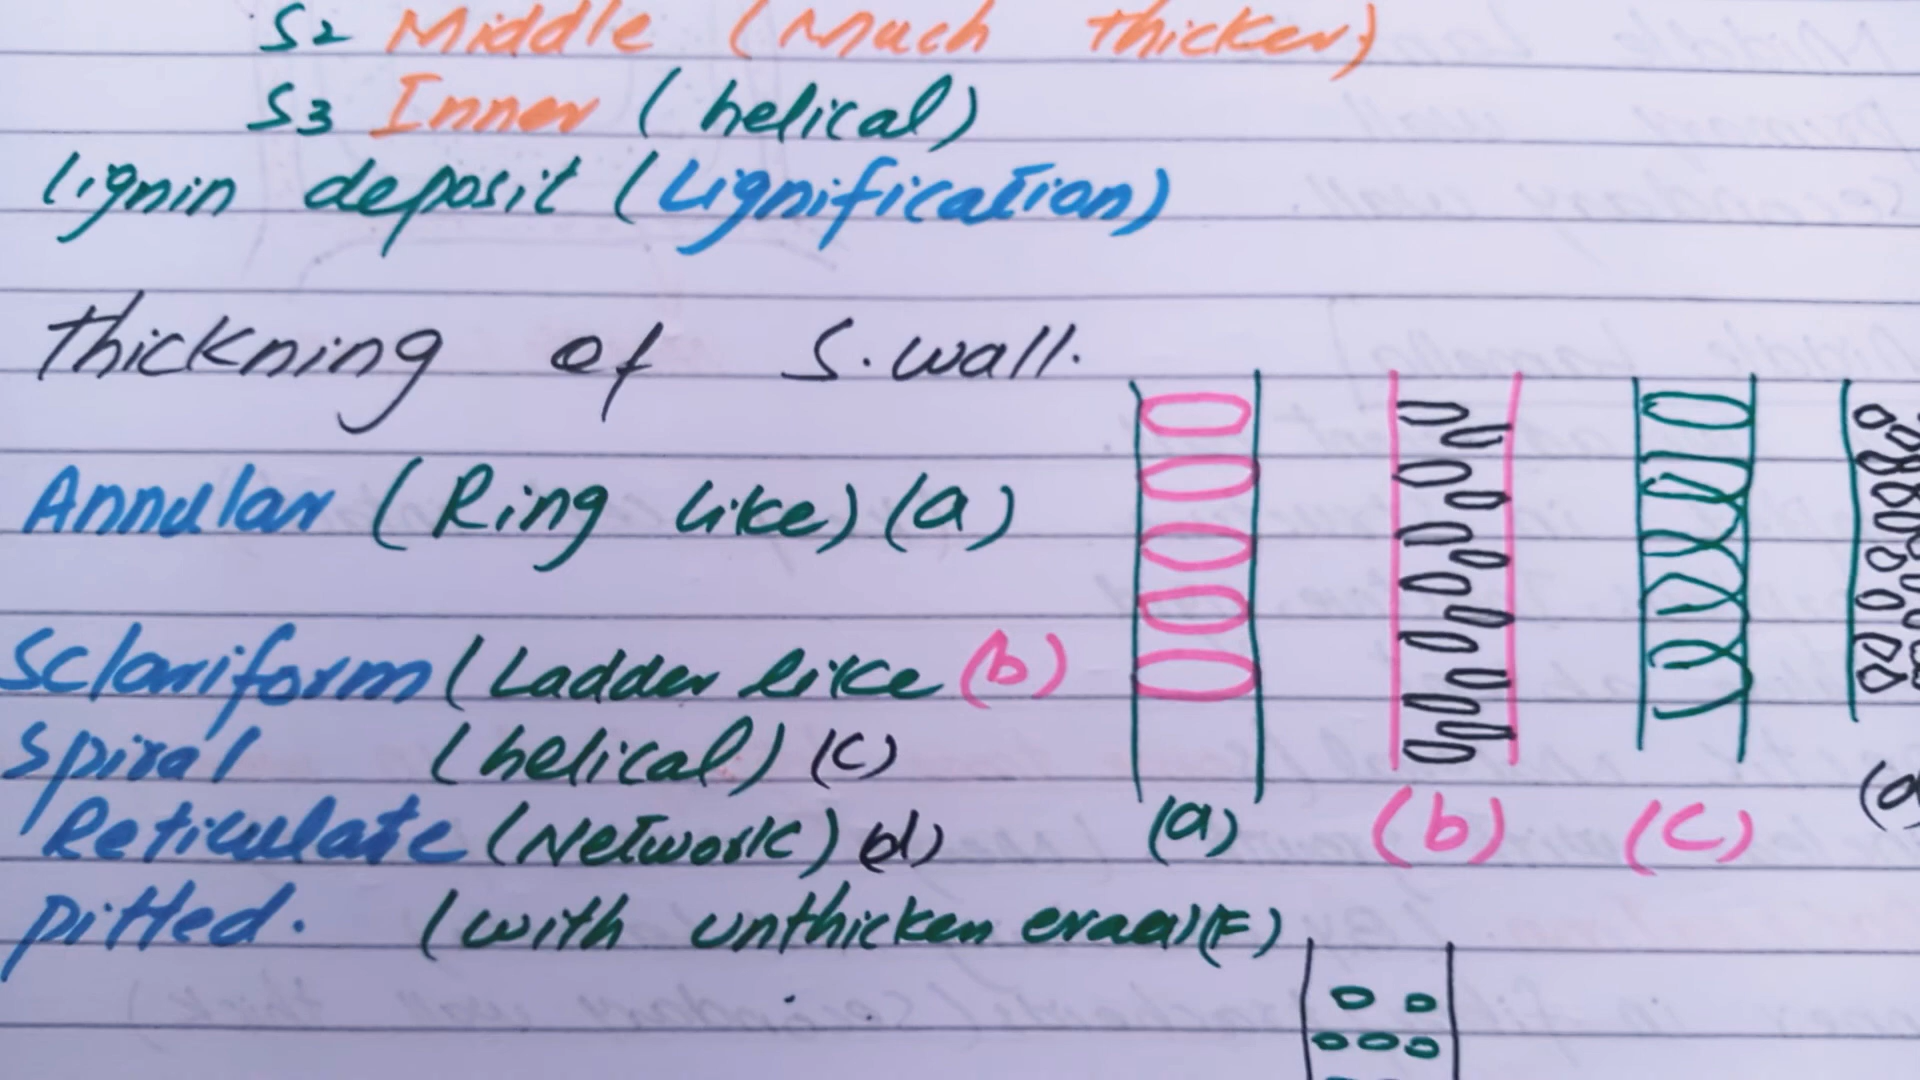 S2 Middle (Much thicker)
S3 Inner (helical)
lignin deposit (Lignification)
Thickning of S. wall.
Annular (Ring like) (a)
Sclariform (Ladder like (b)
Spiral (helical) (c)
Reticulate (Network) (d)
pitted. (with unthicken (F)
(a) (b) (c) (d